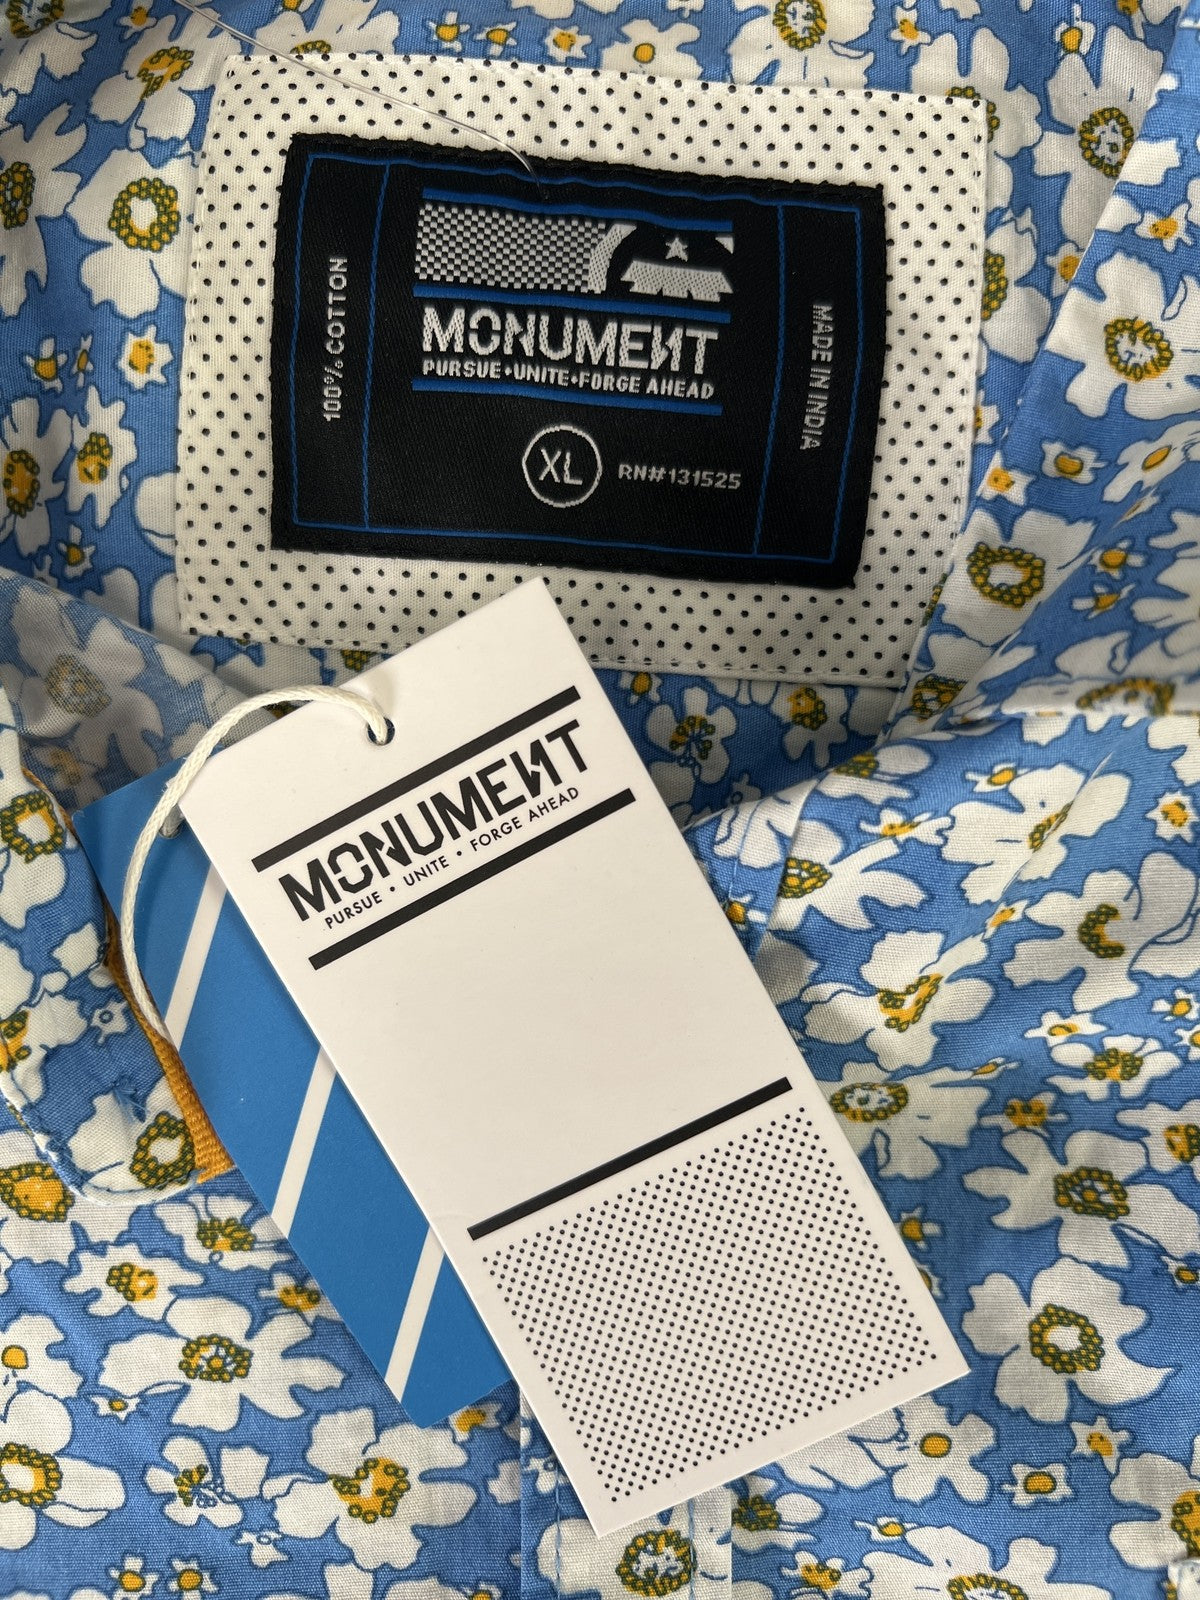 100% COTTON
MONUMENT
PURSUE•UNITE•FORGE AHEAD
XL
RN#131525
MADE IN INDIA
MONUMENT
PURSUE • UNITE • FORGE AHEAD